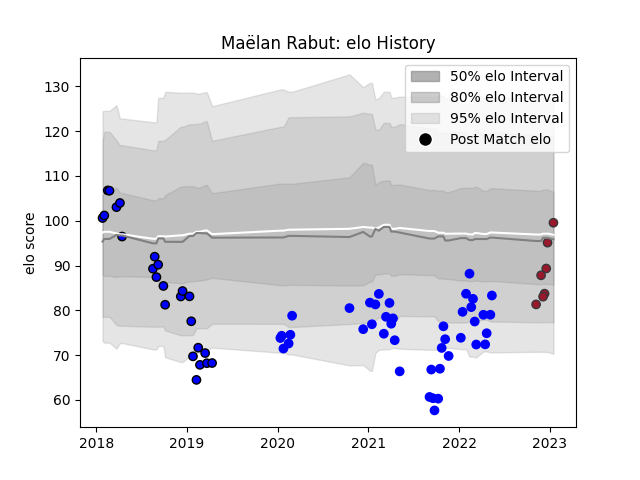 Maëlan Rabut: elo History
50% elo Interval
80% elo Interval
95% elo Interval
Post Match elo
elo score
130
120
110
100
90
80
70
60
2018 2019 2020 2021 2022 2023